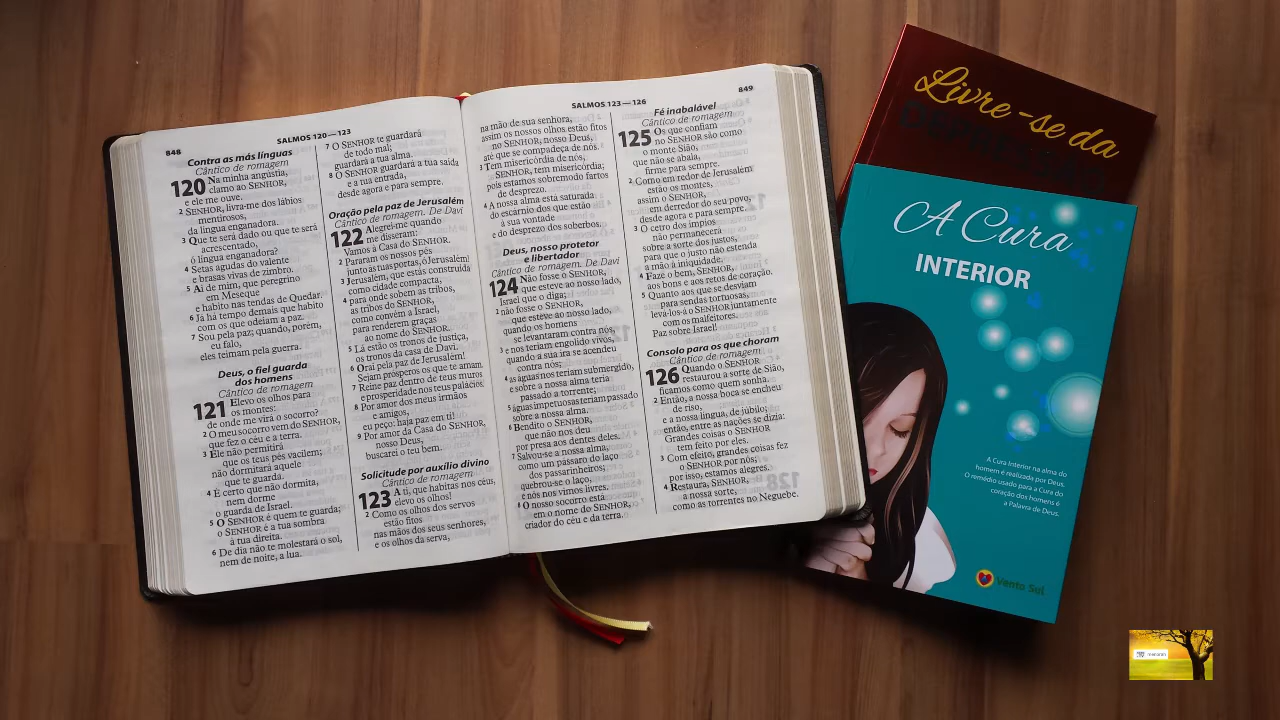 848
SALMOS 120—123
Contra as más línguas
Cântico de romagem
120 Na minha angústia,
clamo ao SENHOR,
e ele me ouve.
2 SENHOR, livra-me dos lábios
mentirosos,
da língua enganadora.
3 Que te será dado ou que te será
acrescentado,
ó língua enganadora?
4 Setas agudas do valente
e brasas vivas de zimbro.
5 Ai de mim, que peregrino
em Meseque
e habito nas tendas de Quedar.
6 Já há tempo demais que habito
com os que odeiam a paz.
7 Sou pela paz; quando, porém,
eu falo,
eles teimam pela guerra.
Deus, o fiel guarda
dos homens
Cântico de romagem
121 Elevo os olhos para
os montes:
de onde me virá o socorro?
2 O meu socorro vem do SENHOR,
que fez o céu e a terra.
3 Ele não permitirá
que os teus pés vacilem;
não dormitará aquele
que te guarda.
4 É certo que não dormita,
nem dorme
o guarda de Israel.
5 O SENHOR é quem te guarda;
o SENHOR é a tua sombra
à tua direita.
6 De dia não te molestará o sol,
nem de noite, a lua.
7 O SENHOR te guardará
de todo mal;
guardará a tua alma.
8 O SENHOR guardará a tua saída
e a tua entrada,
desde agora e para sempre.
Oração pela paz de Jerusalém
Cântico de romagem. De Davi
122 Alegrei-me quando
me disseram:
Vamos à Casa do SENHOR.
2 Pararam os nossos pés
junto às tuas portas, ó Jerusalém!
3 Jerusalém, que estás construída
como cidade compacta,
4 para onde sobem as tribos,
as tribos do SENHOR,
como convém a Israel,
para renderem graças
ao nome do SENHOR.
5 Lá estão os tronos de justiça,
os tronos da casa de Davi.
6 Orai pela paz de Jerusalém!
Sejam prósperos os que te amam.
7 Reine paz dentro de teus muros
e prosperidade nos teus palácios.
8 Por amor dos meus irmãos
e amigos,
eu peço: haja paz em ti!
9 Por amor da Casa do SENHOR,
nosso Deus,
buscarei o teu bem.
Solicitude por auxílio divino
Cântico de romagem
123 A ti, que habitas nos céus,
elevo os olhos!
2 Como os olhos dos servos
estão fitos
nas mãos dos seus senhores,
e os olhos da serva,
SALMOS 123—126
849
na mão de sua senhora,
assim os nossos olhos estão fitos
no SENHOR, nosso Deus,
até que se compadeça de nós.
3 Tem misericórdia de nós,
SENHOR, tem misericórdia;
pois estamos sobremodo fartos
de desprezo.
4 A nossa alma está saturada
do escárnio dos que estão
à sua vontade
e do desprezo dos soberbos.
Deus, nosso protetor
e libertador
Cântico de romagem. De Davi
124 Não fosse o SENHOR,
que esteve ao nosso lado,
Israel que o diga;
2 não fosse o SENHOR,
que esteve ao nosso lado,
quando os homens
se levantaram contra nós,
3 e nos teriam engolido vivos,
quando a sua ira se acendeu
contra nós;
4 as águas nos teriam submergido,
e sobre a nossa alma teria
passado a torrente;
5 águas impetuosas teriam passado
sobre a nossa alma.
6 Bendito o SENHOR,
que não nos deu
por presa aos dentes deles.
7 Salvou-se a nossa alma,
como um pássaro do laço
dos passarinheiros;
quebrou-se o laço,
e nós nos vimos livres.
8 O nosso socorro está
em o nome do SENHOR,
criador do céu e da terra.
Fé inabalável
Cântico de romagem
125 Os que confiam
no SENHOR são como
o monte Sião,
que não se abala,
firme para sempre.
2 Como em redor de Jerusalém
estão os montes,
assim o SENHOR,
em derredor do seu povo,
desde agora e para sempre.
3 O cetro dos ímpios
não permanecerá
sobre a sorte dos justos,
para que o justo não estenda
a mão à iniquidade.
4 Faze o bem, SENHOR,
aos bons e aos retos de coração.
5 Quanto aos que se desviam
para sendas tortuosas,
levá-los-á o SENHOR juntamente
com os malfeitores.
Paz sobre Israel!
Consolo para os que choram
Cântico de romagem
126 Quando o SENHOR
restaurou a sorte de Sião,
ficamos como quem sonha.
2 Então, a nossa boca se encheu
de riso,
e a nossa língua, de júbilo;
então, entre as nações se dizia:
Grandes coisas o SENHOR
tem feito por eles.
3 Com efeito, grandes coisas fez
o SENHOR por nós;
por isso, estamos alegres.
4 Restaura, SENHOR,
a nossa sorte,
como as torrentes no Neguebe.
Livre-se da
A Cura
INTERIOR
A Cura Interior na alma do
homem é realizada por Deus.
O remédio usado para a Cura do
coração dos homens é
a Palavra de Deus.
Vento Sul